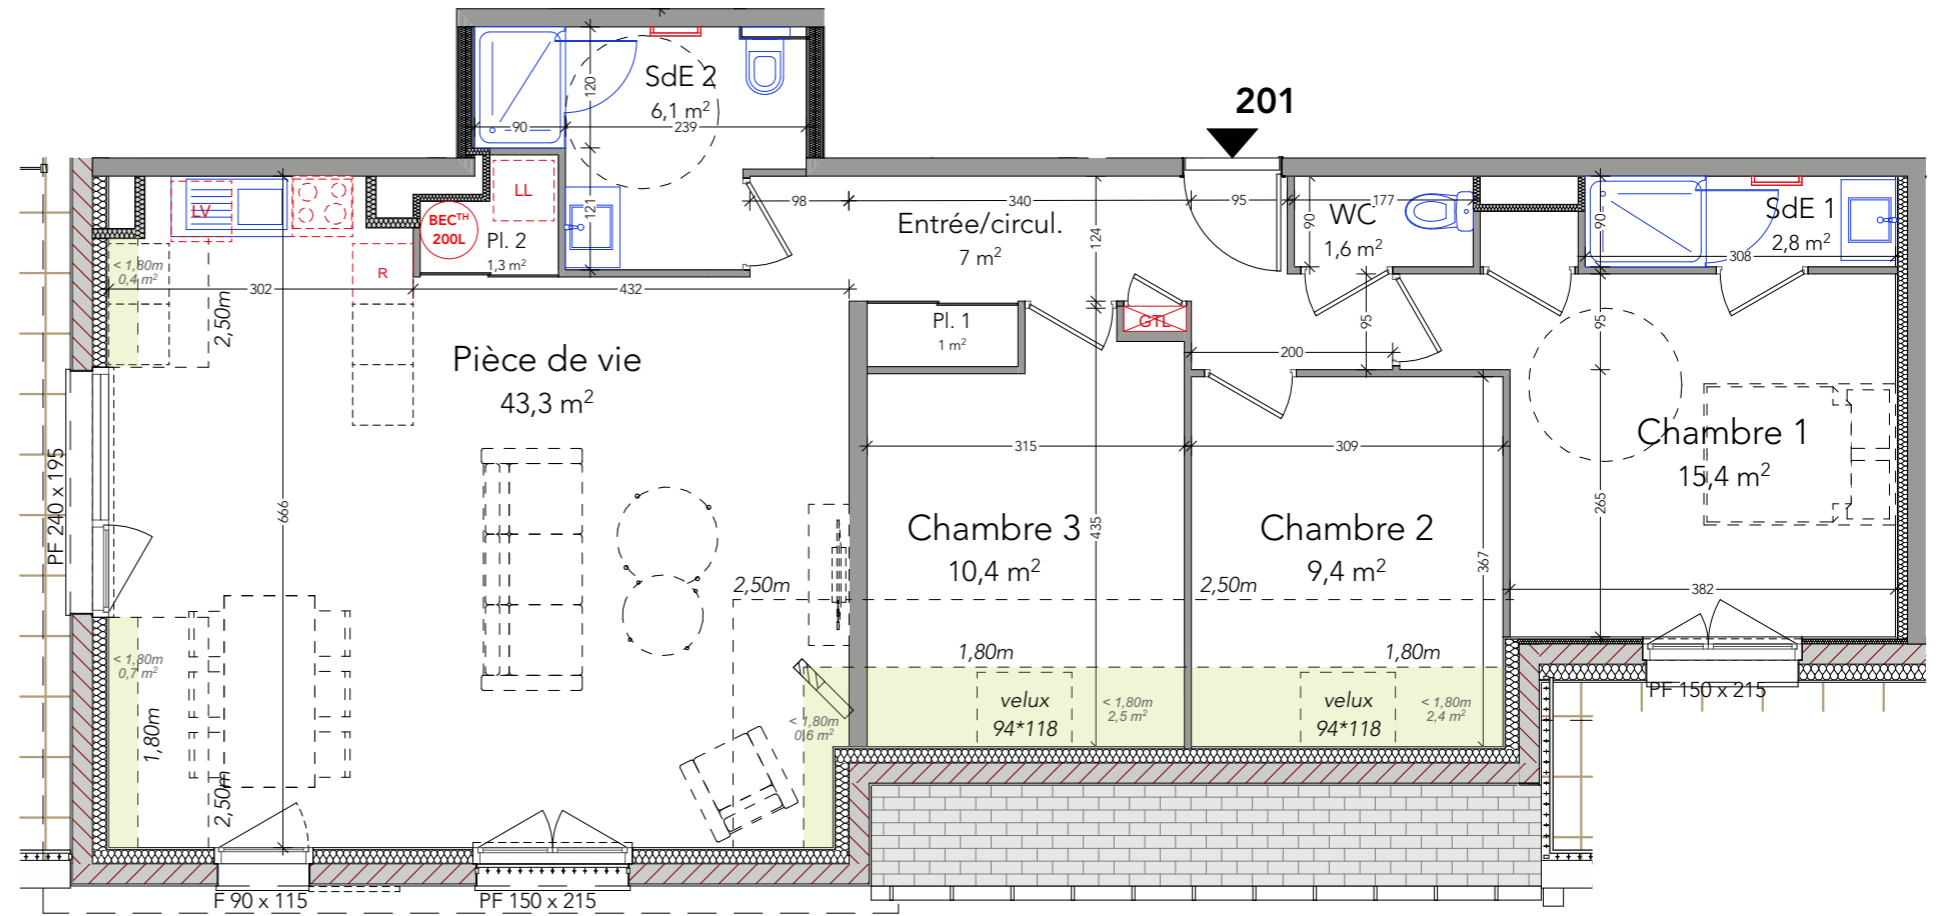 201
SdE 2
6,1 m²
120
90
239
121
LL
LV
BECTH
200L
Pl. 2
1,3 m²
98
340
95
177
Entrée/circul.
7 m²
124
WC
1,6 m²
90
90
SdE 1
2,8 m²
308
< 1,80m
0,4 m²
302
R
432
2,50m
Pl. 1
1 m²
GTL
95
200
95
Pièce de vie
43,3 m²
315
309
Chambre 1
15,4 m²
PF 240 x 195
666
Chambre 3
10,4 m²
435
Chambre 2
9,4 m²
367
265
2,50m
2,50m
382
< 1,80m
0,7 m²
1,80m
1,80m
1,80m
velux
94*118
< 1,80m
2,5 m²
velux
94*118
< 1,80m
2,4 m²
PF 150 x 215
< 1,80m
0,6 m²
2,50m
F 90 x 115
PF 150 x 215